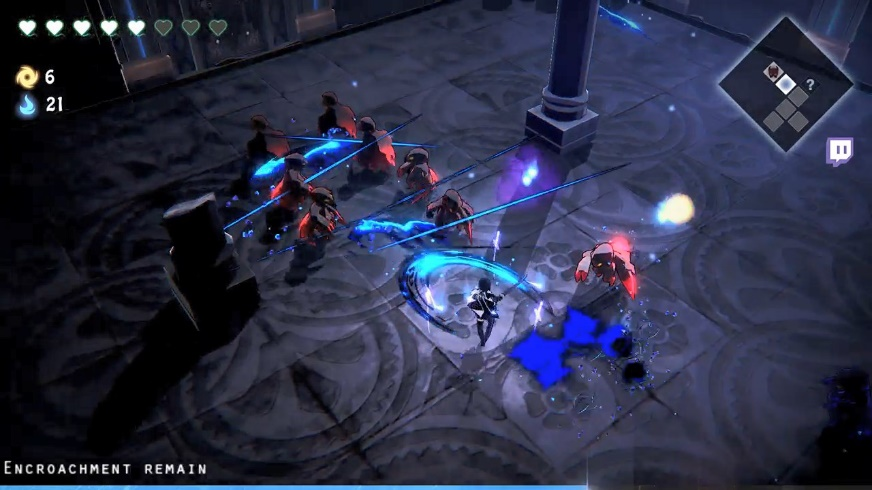 6
21
?
ENCROACHMENT REMAIN